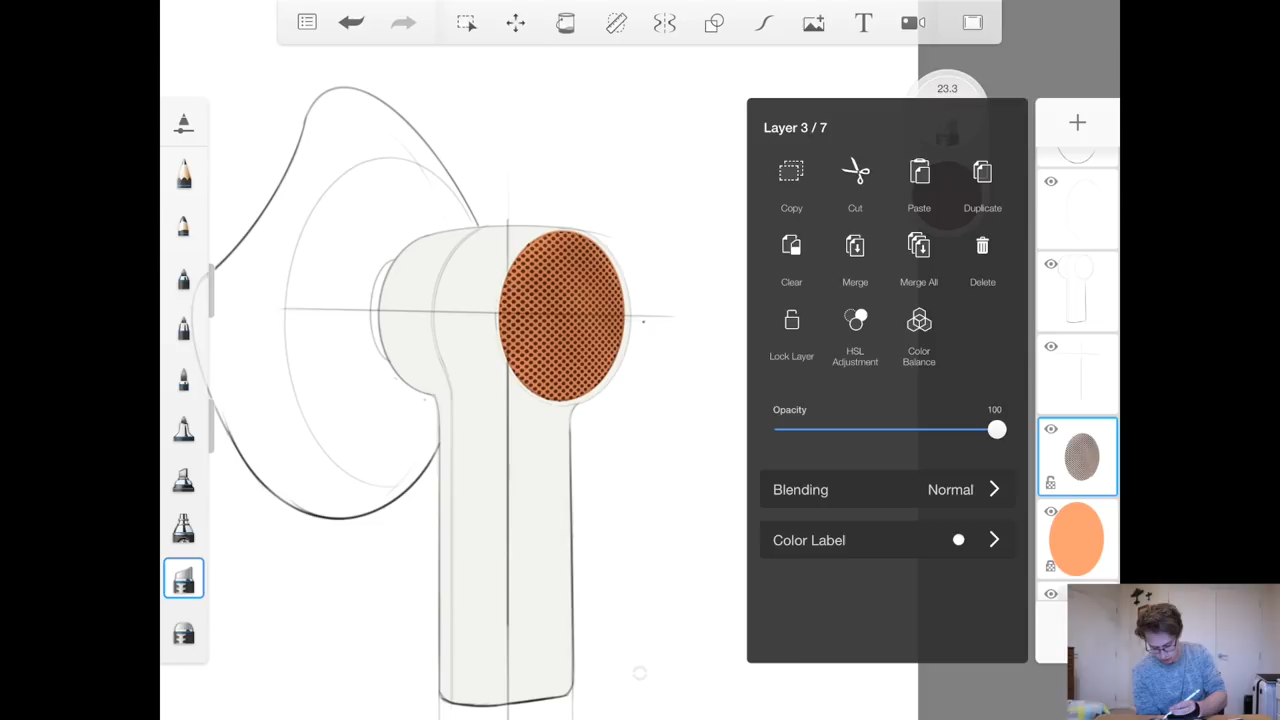 T
23.3
Layer 3 / 7
Copy
Cut
Paste
Duplicate
Clear
Merge
Merge All
Delete
Lock Layer
HSL
Adjustment
Color
Balance
Opacity
100
Blending
Normal
Color Label